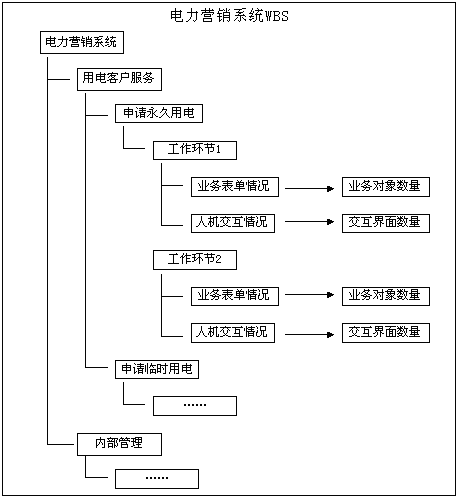 电力营销系统WBS
电力营销系统
用电客户服务
申请永久用电
工作环节1
业务表单情况
业务对象数量
人机交互情况
交互界面数量
工作环节2
业务表单情况
业务对象数量
人机交互情况
交互界面数量
申请临时用电
……
内部管理
……